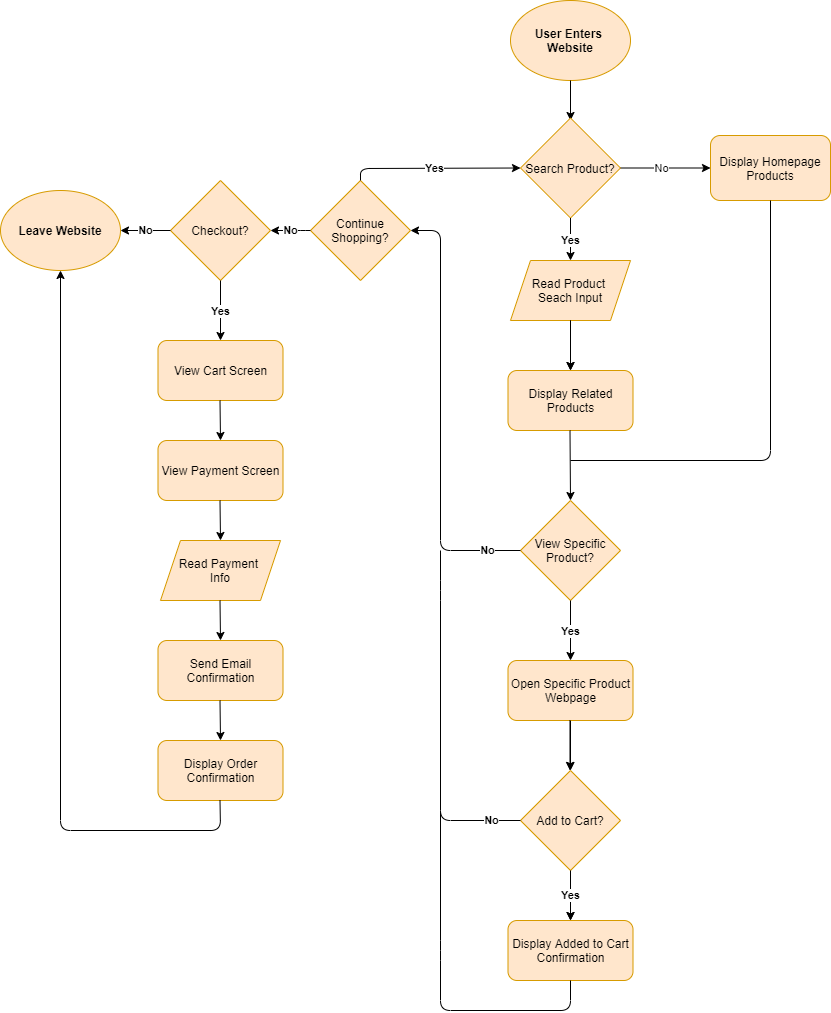 User Enters
Website
Yes
Search Product?
No
Display Homepage
Products
Leave Website
No
Checkout?
No
Continue
Shopping?
Yes
Read Product
Seach Input
Yes
View Cart Screen
Display Related
Products
View Payment Screen
No
View Specific
Product?
Read Payment
Info
Yes
Send Email
Confirmation
Open Specific Product
Webpage
Display Order
Confirmation
No
Add to Cart?
Yes
Display Added to Cart
Confirmation